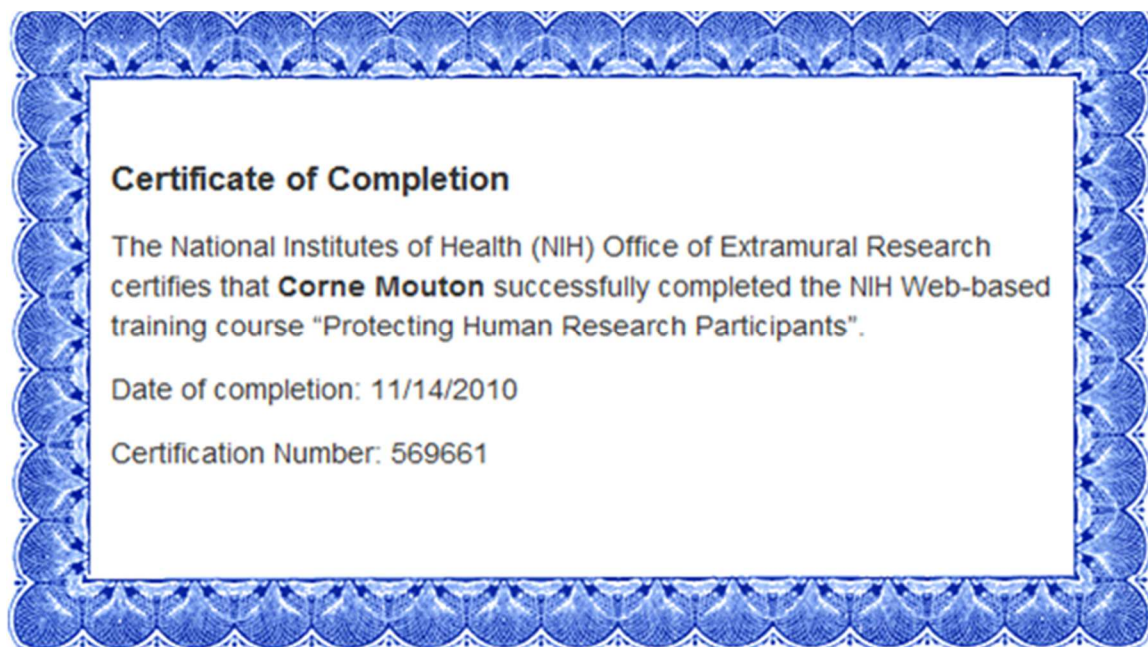 Certificate of Completion
The National Institutes of Health (NIH) Office of Extramural Research
certifies that Corne Mouton successfully completed the NIH Web-based
training course “Protecting Human Research Participants”.
Date of completion: 11/14/2010
Certification Number: 569661